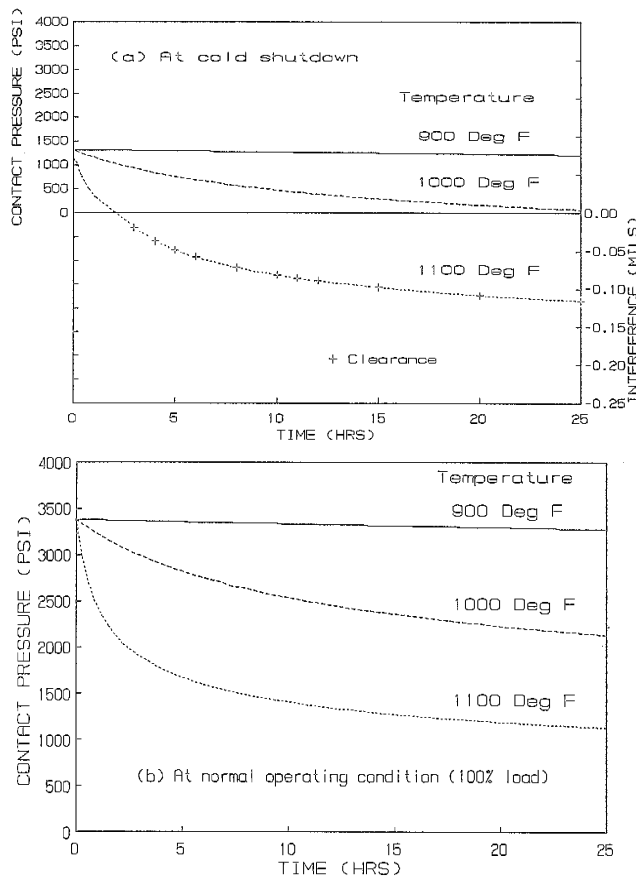 CONTACT PRESSURE (PSI)
4000
3500
3000
2500
2000
1500
1000
500
0
(a) At cold shutdown
Temperature
900 Deg F
1000 Deg F
1100 Deg F
+ Clearance
0.00
-0.05
-0.10
-0.15
-0.20
-0.25
INTERFERENCE (MILS)
0 5 10 15 20 25
TIME (HRS)
CONTACT PRESSURE (PSI)
4000
3500
3000
2500
2000
1500
1000
500
0
Temperature
900 Deg F
1000 Deg F
1100 Deg F
(b) At normal operating condition (100% load)
0 5 10 15 20 25
TIME (HRS)